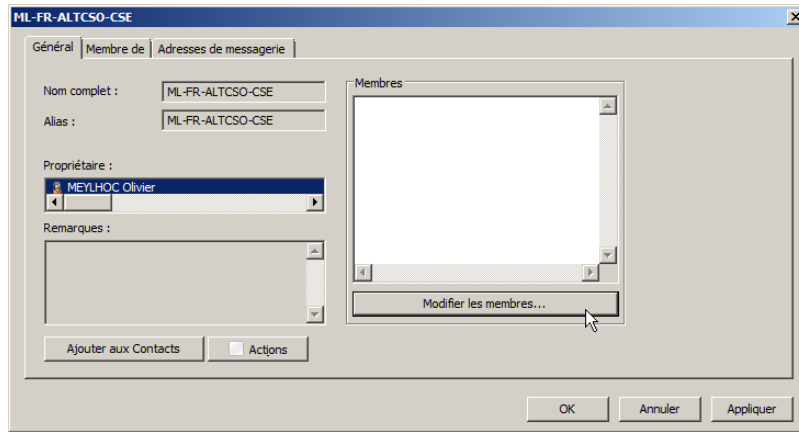 ML-FR-ALTCSO-CSE
Général Membre de Adresses de messagerie
Nom complet : ML-FR-ALTCSO-CSE
Alias : ML-FR-ALTCSO-CSE
Propriétaire :
MEYLHOC Olivier
Remarques :
Membres
Modifier les membres...
Ajouter aux Contacts Actions
OK Annuler Appliquer